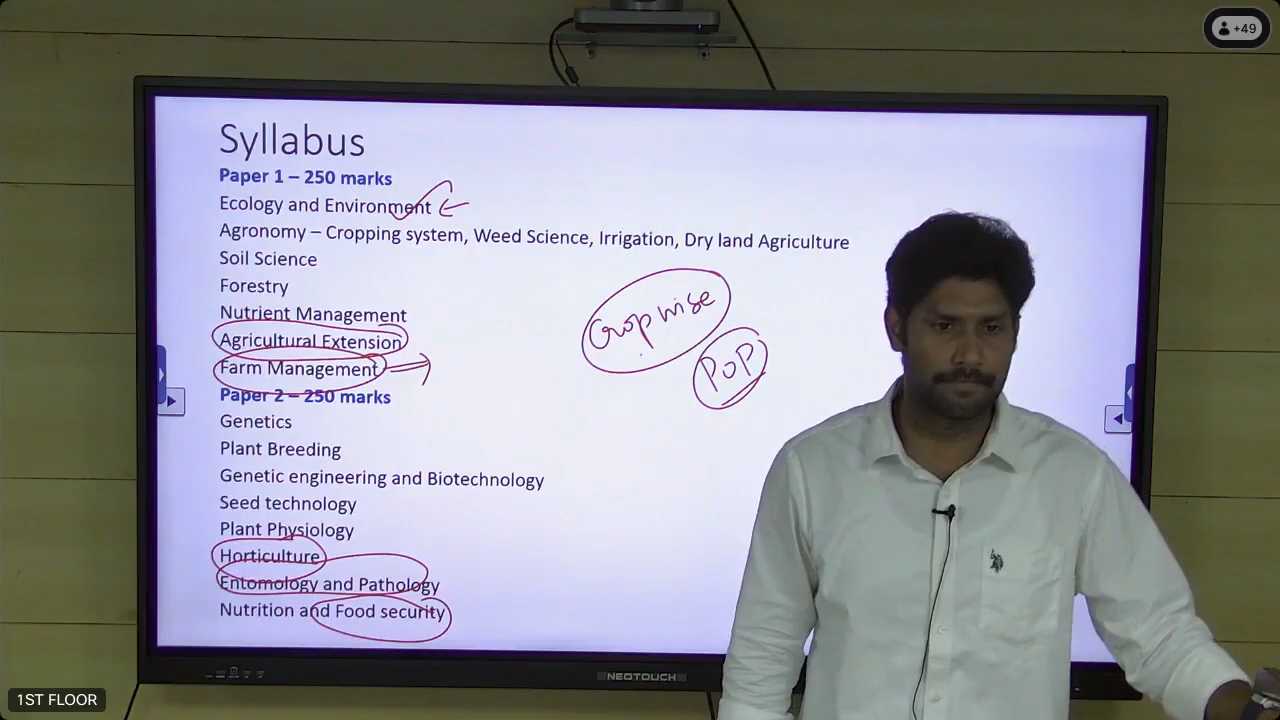 +49
Syllabus
Paper 1 – 250 marks
Ecology and Environment
Agronomy – Cropping system, Weed Science, Irrigation, Dry land Agriculture
Soil Science
Forestry
Nutrient Management
Agricultural Extension
Farm Management
Cropwise
POP
Paper 2 – 250 marks
Genetics
Plant Breeding
Genetic engineering and Biotechnology
Seed technology
Plant Physiology
Horticulture
Entomology and Pathology
Nutrition and Food security
NEOTOUCH
1ST FLOOR